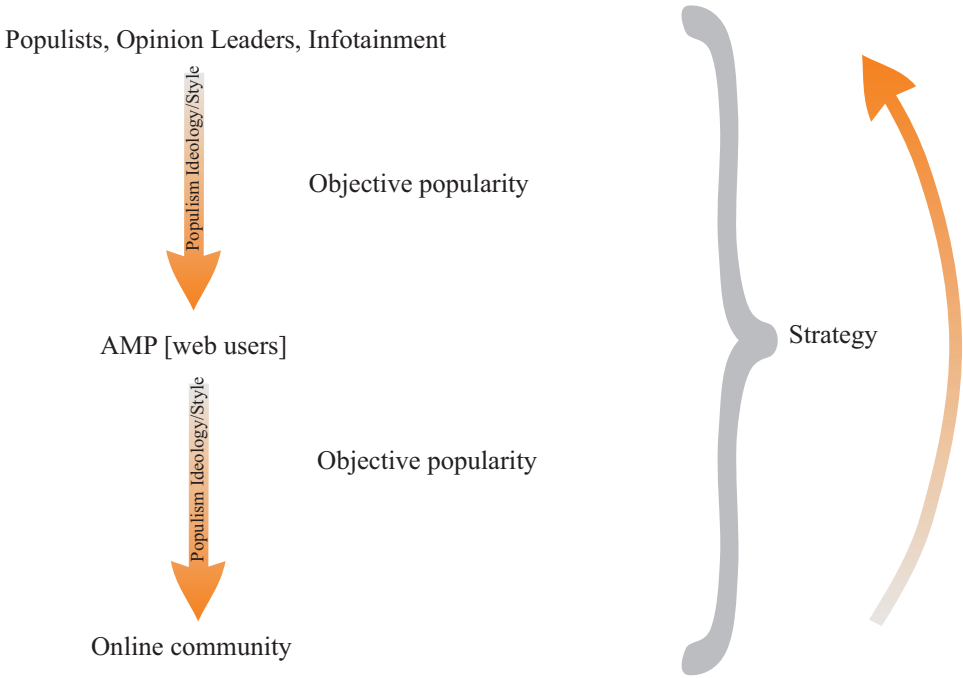 Populists, Opinion Leaders, Infotainment
Populism Ideology/Style
Objective popularity
AMP [web users]
Strategy
Populism Ideology/Style
Objective popularity
Online community